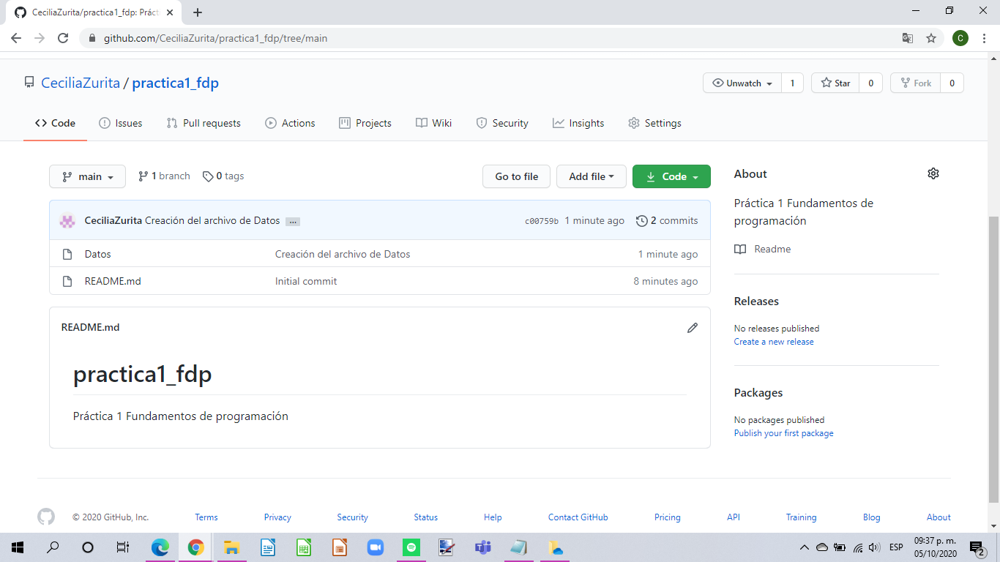 CeciliaZurita/practica1_fdp: Prácti
github.com/CeciliaZurita/practica1_fdp/tree/main
C
CeciliaZurita / practica1_fdp
Unwatch 1 Star 0 Fork 0
Code Issues Pull requests Actions Projects Wiki Security Insights Settings
main 1 branch 0 tags Go to file Add file Code
CeciliaZurita Creación del archivo de Datos ... c00759b 1 minute ago 2 commits
Datos Creación del archivo de Datos 1 minute ago
README.md Initial commit 8 minutes ago
README.md
practica1_fdp
Práctica 1 Fundamentos de programación
About
Práctica 1 Fundamentos de
programación
Readme
Releases
No releases published
Create a new release
Packages
No packages published
Publish your first package
© 2020 GitHub, Inc. Terms Privacy Security Status Help Contact GitHub Pricing API Training Blog About
ESP
09:37 p. m.
05/10/2020
2